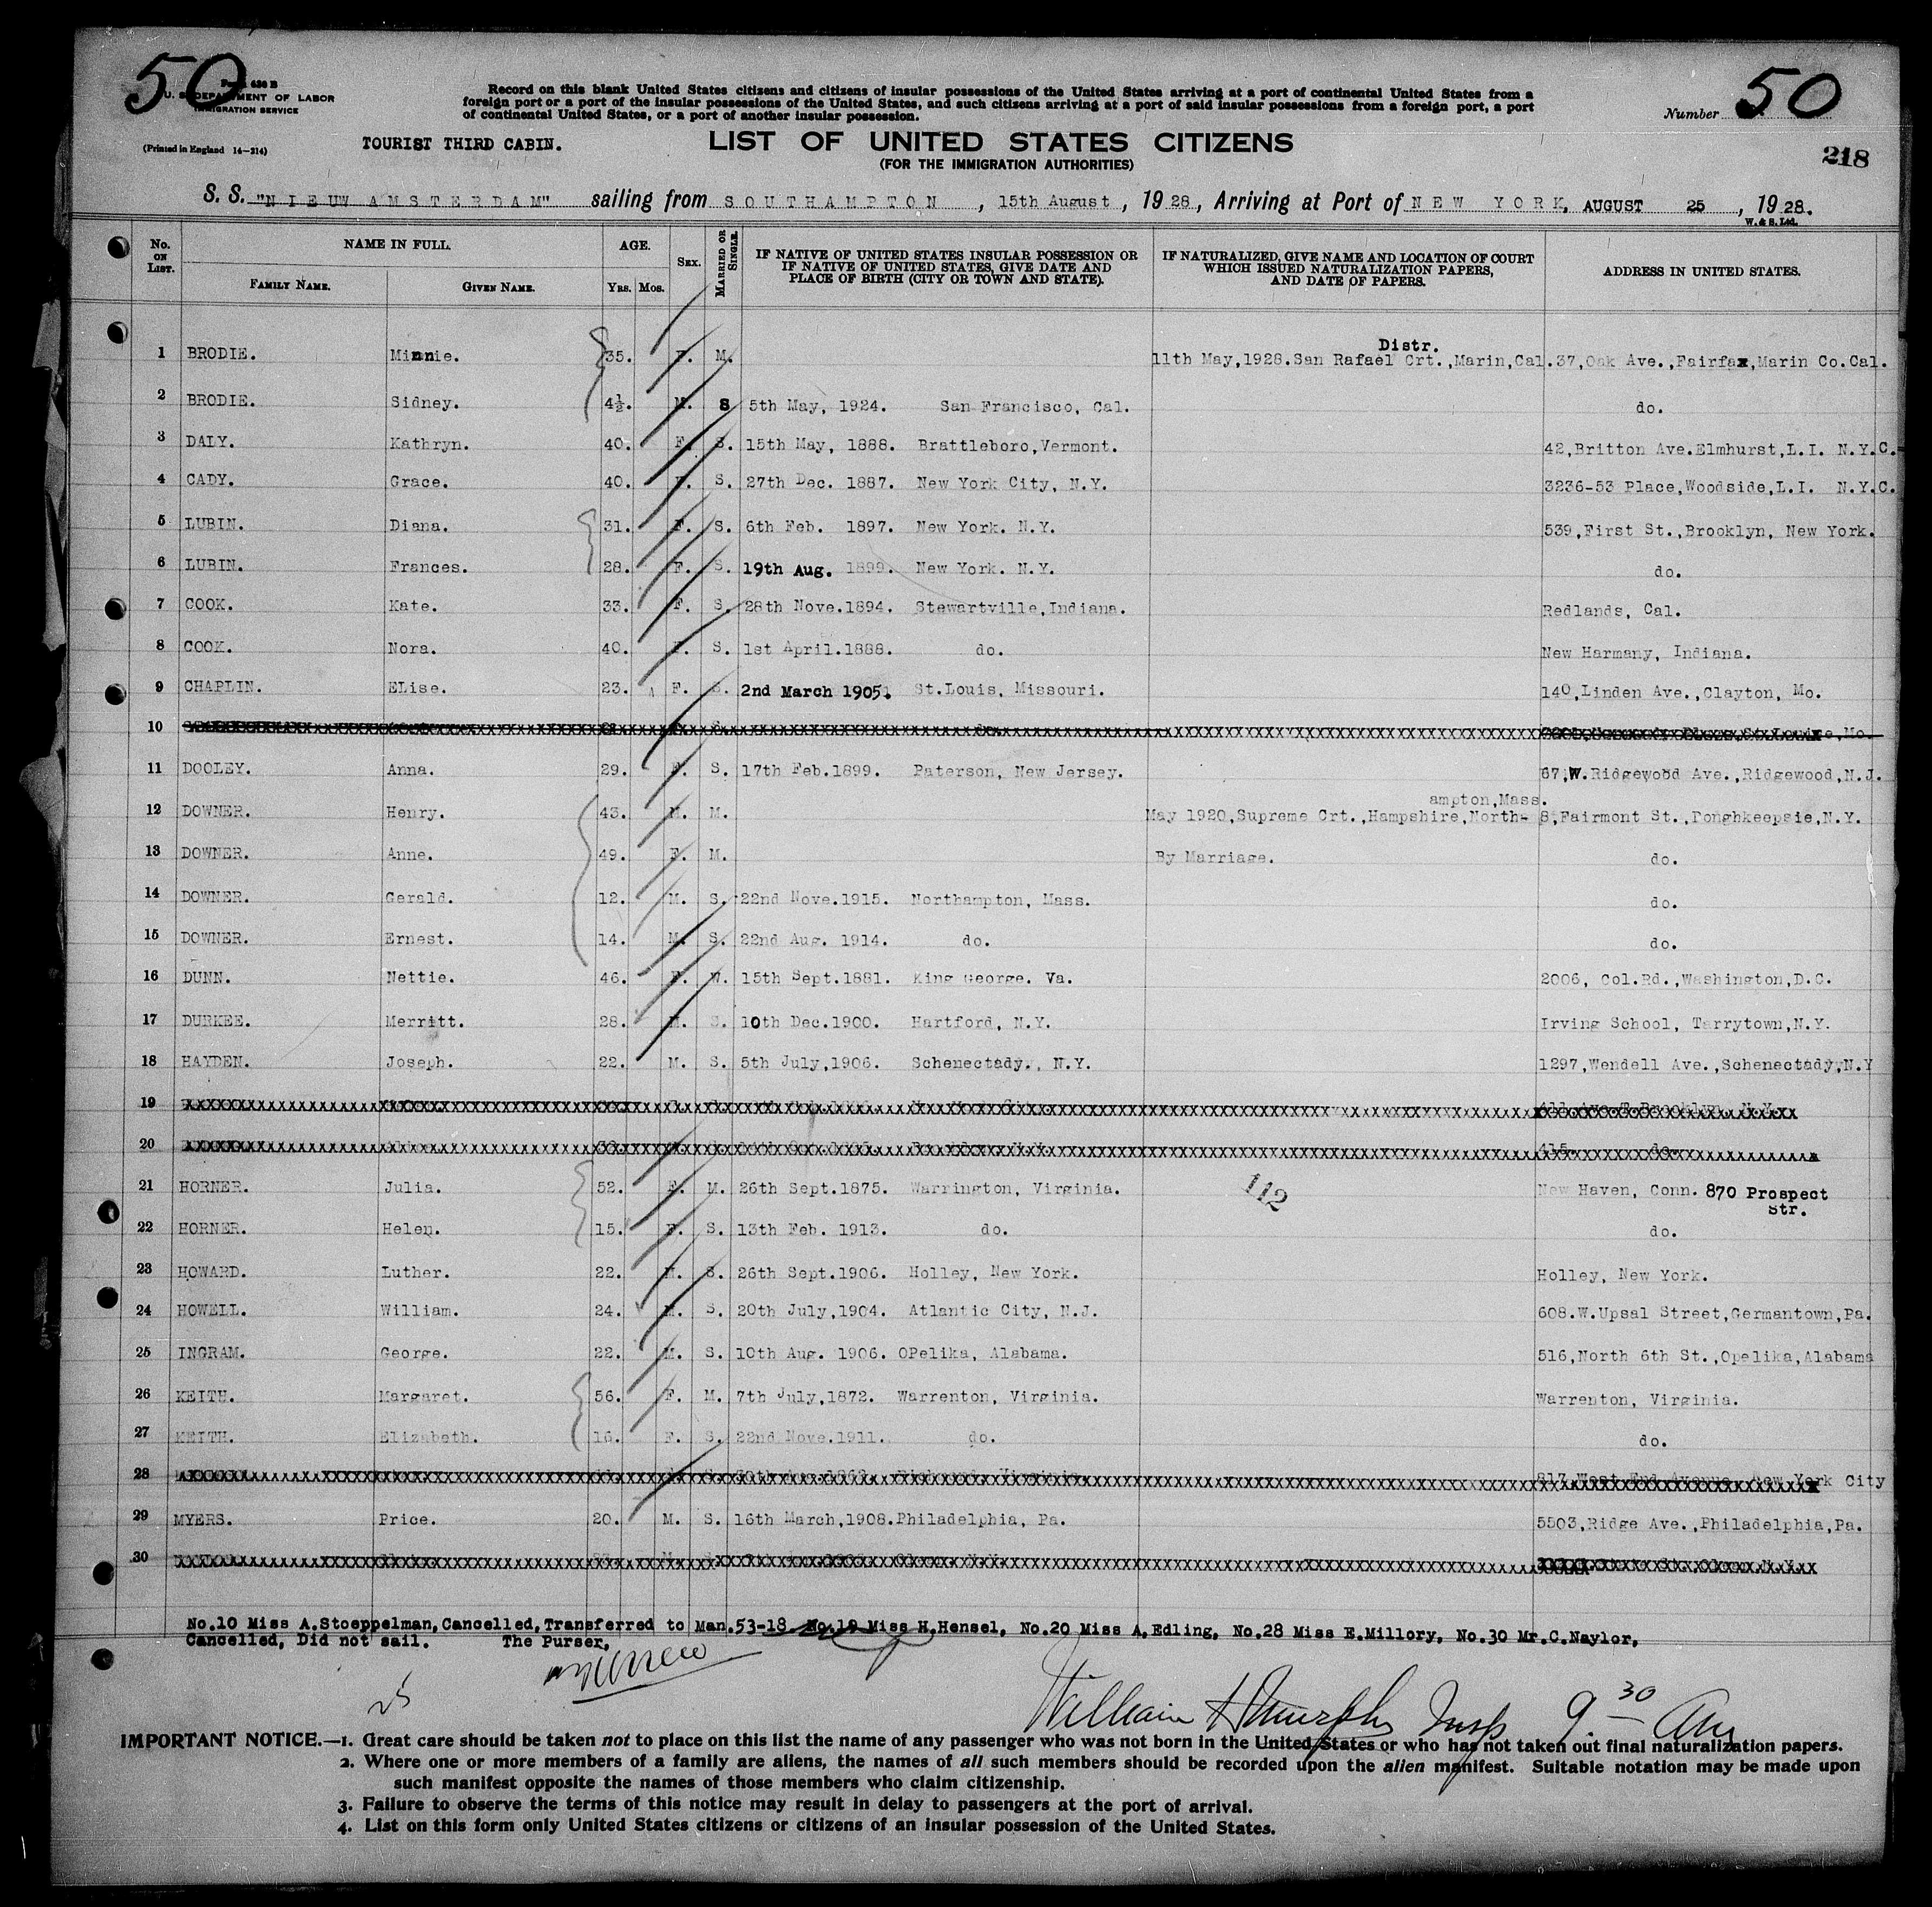 50
50
Form 630 B
U. S. DEPARTMENT OF LABOR
IMMIGRATION SERVICE
Record on this blank United States citizens and citizens of insular possessions of the United States arriving at a port of continental United States from a
foreign port or a port of the insular possessions of the United States, and such citizens arriving at a port of said insular possessions from a foreign port, a port
of continental United States, or a port of another insular possession.
Number
(Printed in England 14—214)
TOURIST THIRD CABIN.
LIST OF UNITED STATES CITIZENS
(FOR THE IMMIGRATION AUTHORITIES)
218
S. S. "NIEUW AMSTERDAM" sailing from SOUTHAMPTON, 15th August, 1928, Arriving at Port of NEW YORK, AUGUST 25, 1928.
W. & S. Ltd.
No. ON LIST.
NAME IN FULL.
FAMILY NAME.
GIVEN NAME.
AGE.
YRS. MOS.
SEX.
MARRIED OR SINGLE.
IF NATIVE OF UNITED STATES INSULAR POSSESSION OR
IF NATIVE OF UNITED STATES, GIVE DATE AND
PLACE OF BIRTH (CITY OR TOWN AND STATE).
IF NATURALIZED, GIVE NAME AND LOCATION OF COURT
WHICH ISSUED NATURALIZATION PAPERS,
AND DATE OF PAPERS.
ADDRESS IN UNITED STATES.
Distr.
1 BRODIE. Minnie. 35. F. M. 11th May,1928.San Rafael Crt.,Marin,Cal. 37,Oak Ave.,Fairfax,Marin Co.Cal.
2 BRODIE. Sidney. 4½. M. S 5th May, 1924. San Francisco, Cal. do.
3 DALY. Kathryn. 40. F. S. 15th May, 1888. Brattleboro,Vermont. 42,Britton Ave.Elmhurst,L.I. N.Y.C.
4 CADY. Grace. 40. F. S. 27th Dec. 1887. New York City, N.Y. 3236-53 Place,Woodside,L.I. N.Y.C.
5 LUBIN. Diana. 31. F. S. 6th Feb. 1897. New York. N.Y. 539,First St.,Brooklyn, New York.
6 LUBIN. Frances. 28. F. S. 19th Aug. 1899. New York. N.Y. do.
7 COOK. Kate. 33. F. S. 28th Nove.1894. Stewartville,Indiana. Redlands, Cal.
8 COOK. Nora. 40. F. S. 1st April.1888. do. New Harmany, Indiana.
9 CHAPLIN. ELise. 23. F. S. 2nd March 1905. St.Louis, Missouri. 140,Linden Ave.,Clayton, Mo.
10
11 DOOLEY. Anna. 29. F. S. 17th Feb.1899. Paterson, New Jersey. 67,W.Ridgewood Ave.,Ridgewood,N.J.
ampton,Mass.
12 DOWNER. Henry. 43. M. M. May 1920,Supreme Crt.,Hampshire,North- 8,Fairmont St.,Poughkeepsie,N.Y.
13 DOWNER. Anne. 49. F. M. By Marriage. do.
14 DOWNER. Gerald. 12. M. S. 22nd Nove.1915. Northampton, Mass. do.
15 DOWNER. Ernest. 14. M. S. 22nd Aug. 1914. do. do.
16 DUNN. Nettie. 46. F. W. 15th Sept.1881. King George. Va. 2006, Col.Rd.,Washington,D.C.
17 DURKEE. Merritt. 28. M. S. 10th Dec.1900. Hartford, N.Y. Irving School, Tarrytown,N.Y.
18 HAYDEN. Joseph. 22. M. S. 5th July,1906. Schenectady., N.Y. 1297,Wendell Ave.,Schenectady,N.Y
19
20 415. do.
21 HORNER. Julia. 52. F. M. 26th Sept.1875. Warrington, Virginia. 112 New Haven, Conn. 870 Prospect
Str.
22 HORNER. Helen. 15. F. S. 13th Feb. 1913. do. do.
23 HOWARD. Luther. 22. M. S. 26th Sept.1906. Holley, New York. Holley, New York.
24 HOWELL. William. 24. M. S. 20th July,1904. Atlantic City, N.J. 608.W.Upsal Street,Germantown,Pa.
25 INGRAM. George. 22. M. S. 10th Aug. 1906. OPelika, Alabama. 516,North 6th St.,Opelika,Alabama
26 KEITH. Margaret. 56. F. M. 7th July,1872. Warrenton, Virginia. Warrenton, Virginia.
27 KEITH. Elizabeth. 16. F. S. 22nd Nove.1911. do. do.
28 817,West End Avenue, New York City
29 MYERS. Price. 20. M. S. 16th March,1908.Philadelphia, Pa. 5503,Ridge Ave.,Philadelphia,Pa.
30
No.10 Miss A.Stoeppelman,Cancelled,Transferred to Man.53-18 No.19 Miss H.Hensel, No.20 Miss A.Edling, No.28 Miss E.Millory, No.30 Mr.C.Naylor,
Cancelled, Did not sail. The Purser,
William H Murphy Insp 9.30 Am
IMPORTANT NOTICE.—1. Great care should be taken not to place on this list the name of any passenger who was not born in the United States or who has not taken out final naturalization papers.
2. Where one or more members of a family are aliens, the names of all such members should be recorded upon the alien manifest. Suitable notation may be made upon
such manifest opposite the names of those members who claim citizenship.
3. Failure to observe the terms of this notice may result in delay to passengers at the port of arrival.
4. List on this form only United States citizens or citizens of an insular possession of the United States.